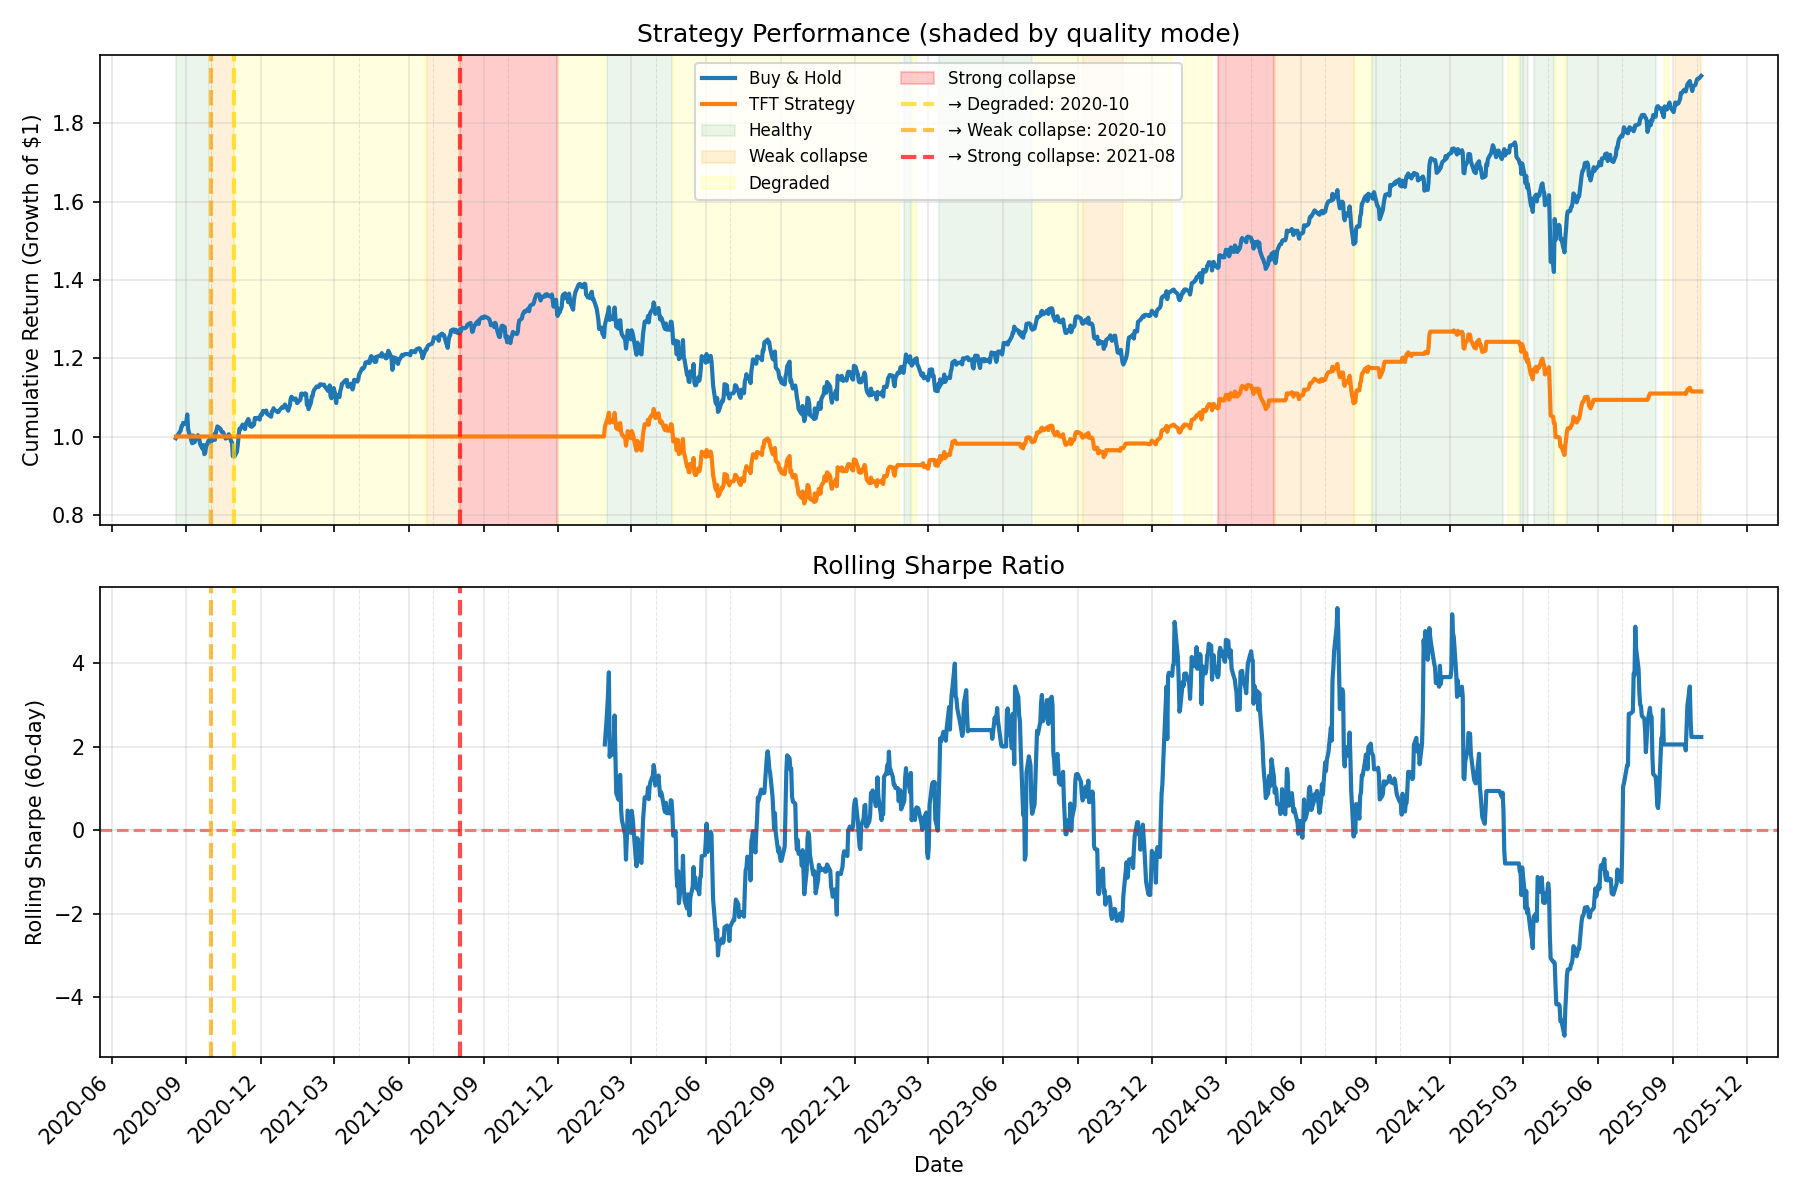 Strategy Performance (shaded by quality mode)
Cumulative Return (Growth of $1)
1.8
1.6
1.4
1.2
1.0
0.8
Buy & Hold
TFT Strategy
Healthy
Weak collapse
Degraded
Strong collapse
→ Degraded: 2020-10
→ Weak collapse: 2020-10
→ Strong collapse: 2021-08
Rolling Sharpe Ratio
Rolling Sharpe (60-day)
4
2
0
−2
−4
2020-06
2020-09
2020-12
2021-03
2021-06
2021-09
2021-12
2022-03
2022-06
2022-09
2022-12
2023-03
2023-06
2023-09
2023-12
2024-03
2024-06
2024-09
2024-12
2025-03
2025-06
2025-09
2025-12
Date